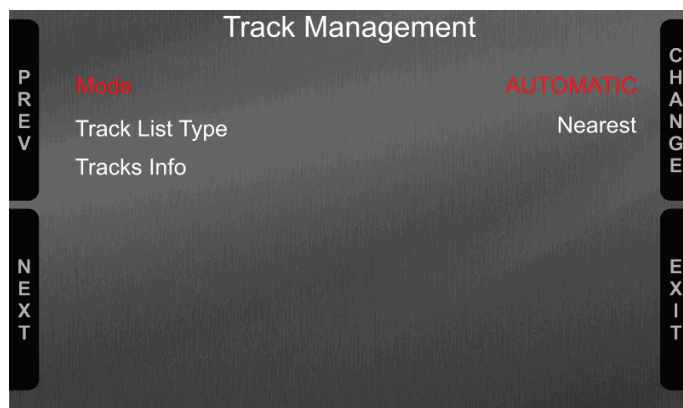 Track Management
PREV
Mode AUTOMATIC
CHANGE
Track List Type Nearest
Tracks Info
NEXT
EXIT